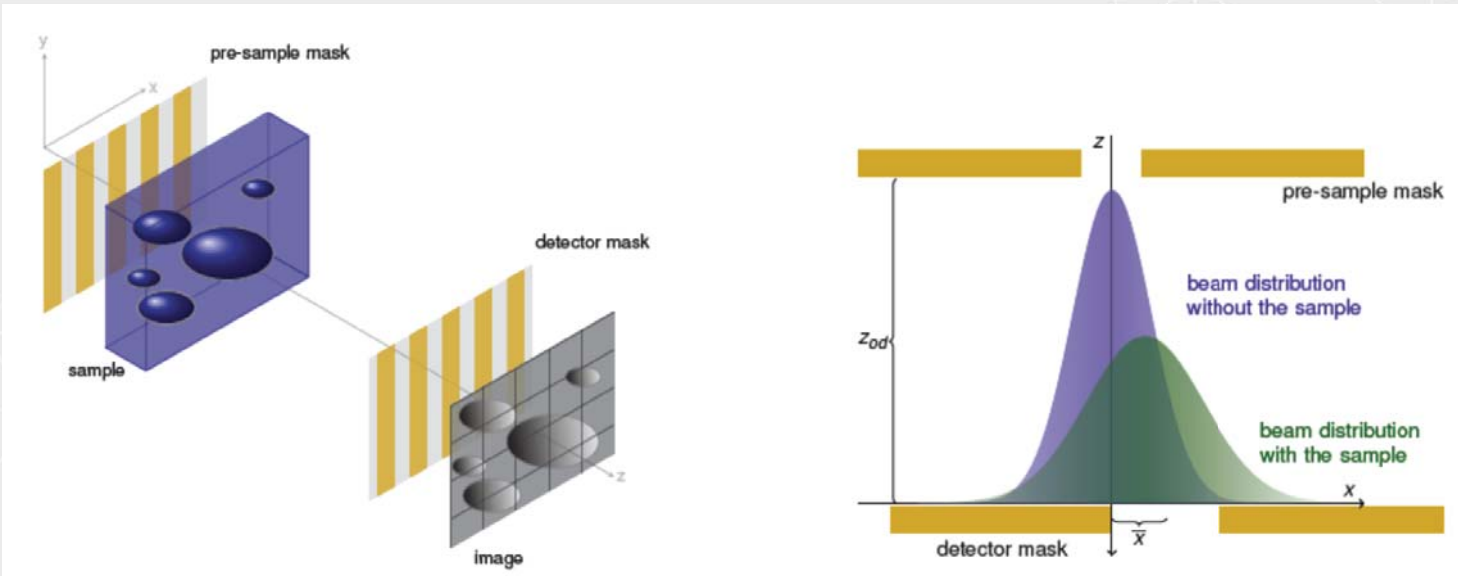 y
pre-sample mask
x
sample
detector mask
z
image
z
pre-sample mask
beam distribution
without the sample
zod
beam distribution
with the sample
x
x̄
detector mask